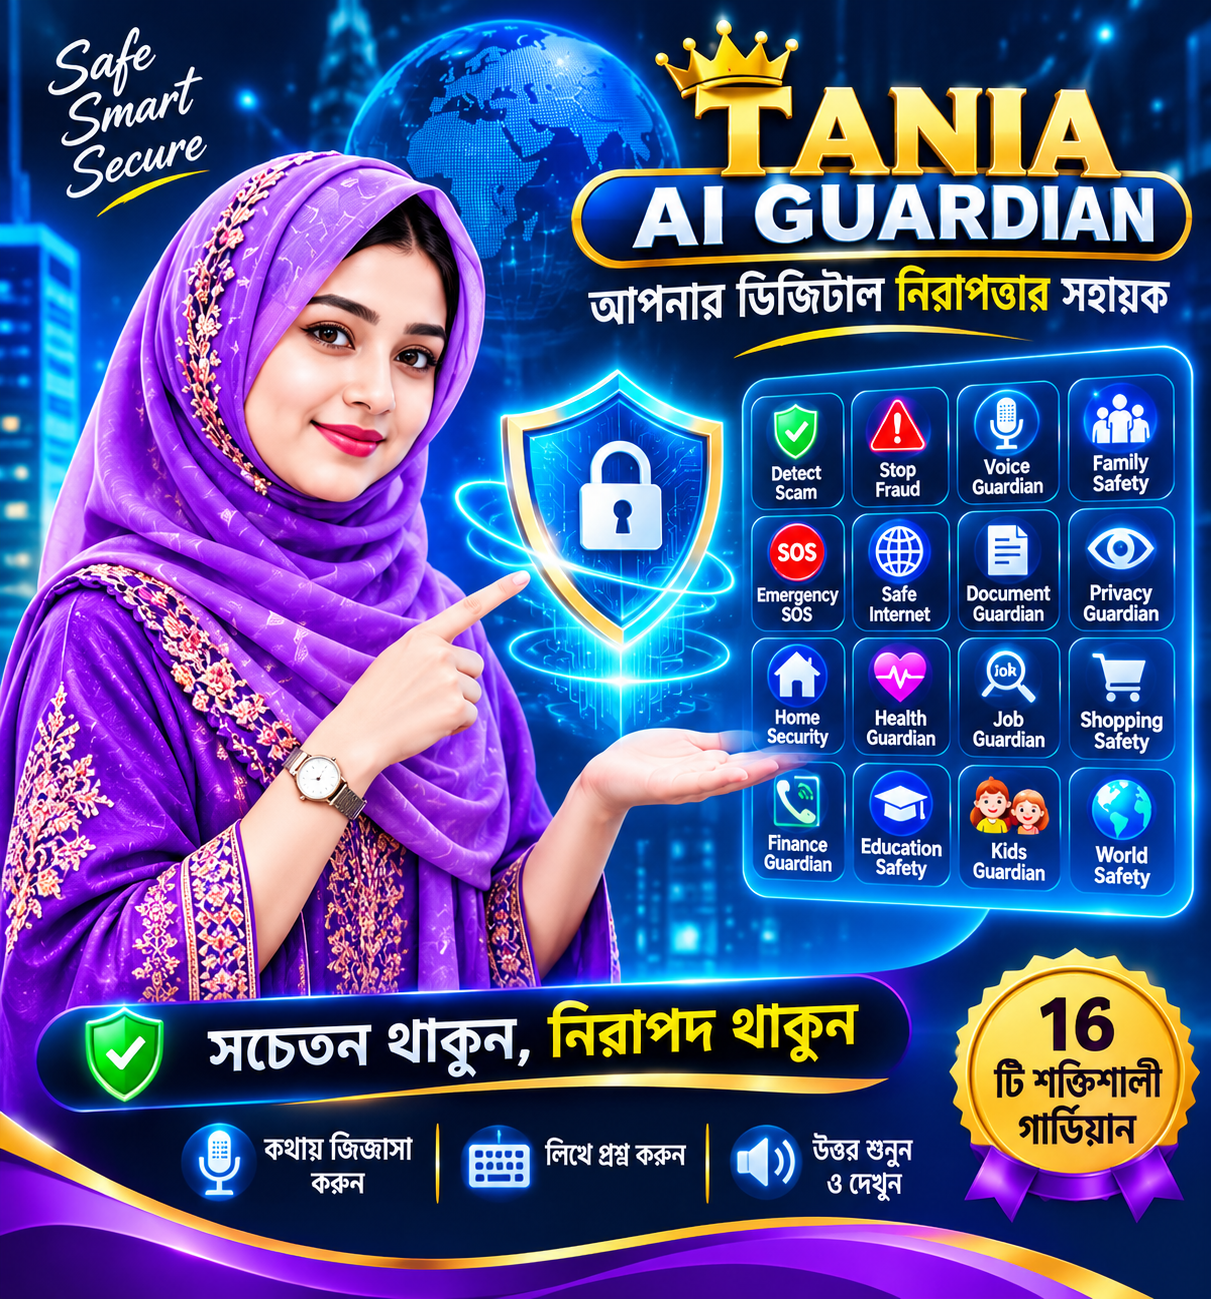 Safe
Smart
Secure
TANIA
AI GUARDIAN
আপনার ডিজিটাল নিরাপত্তার সহায়ক
Detect
Scam
Stop
Fraud
Voice
Guardian
Family
Safety
SOS
Emergency
SOS
Safe
Internet
Document
Guardian
Privacy
Guardian
Home
Security
Health
Guardian
iok
Job
Guardian
Shopping
Safety
Finance
Guardian
Education
Safety
Kids
Guardian
World
Safety
সচেতন থাকুন, নিরাপদ থাকুন
16
টি শক্তিশালী
গার্ডিয়ান
কথায় জিজ্ঞাসা
করুন
লিখে প্রশ্ন করুন
উত্তর শুনুন
ও দেখুন